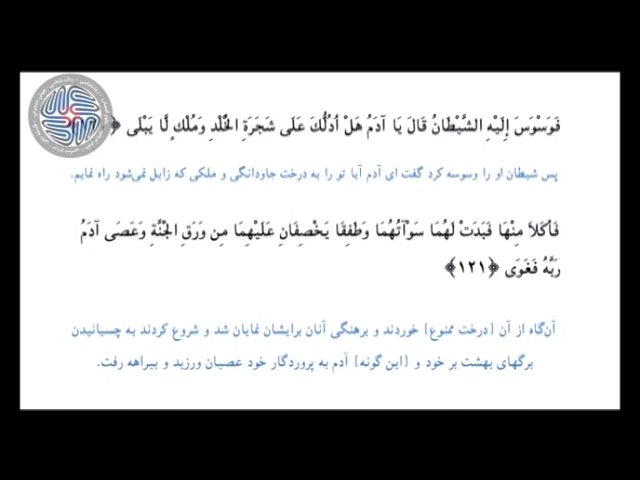 فَوَسْوَسَ إِلَيْهِ الشَّيْطَانُ قَالَ يَا آدَمُ هَلْ أَدُلُّكَ عَلَى شَجَرَةِ الْخُلْدِ وَمُلْكٍ لَّا يَبْلَى ﴿
پس شیطان او را وسوسه کرد گفت ای آدم آیا تو را به درخت جاودانگی و ملکی که زایل نمی‌شود راه نمایم.
فَأَكَلَا مِنْهَا فَبَدَتْ لَهُمَا سَوْآتُهُمَا وَطَفِقَا يَخْصِفَانِ عَلَيْهِمَا مِن وَرَقِ الْجَنَّةِ وَعَصَى آدَمُ
رَبَّهُ فَغَوَى ﴿۱۲۱﴾
آن‌گاه از آن [درخت ممنوع] خوردند و برهنگی آنان برایشان نمایان شد و شروع کردند به چسبانیدن
برگهای بهشت بر خود و [این گونه] آدم به پروردگار خود عصیان ورزید و بیراهه رفت.